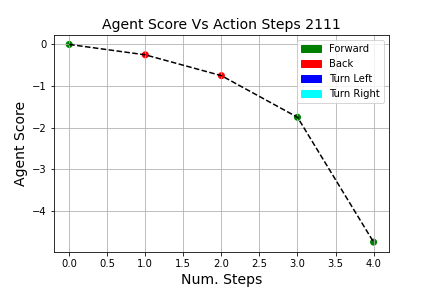 Agent Score Vs Action Steps 2111
Forward
Back
Turn Left
Turn Right
Agent Score
0
−1
−2
−3
−4
0.0 0.5 1.0 1.5 2.0 2.5 3.0 3.5 4.0
Num. Steps